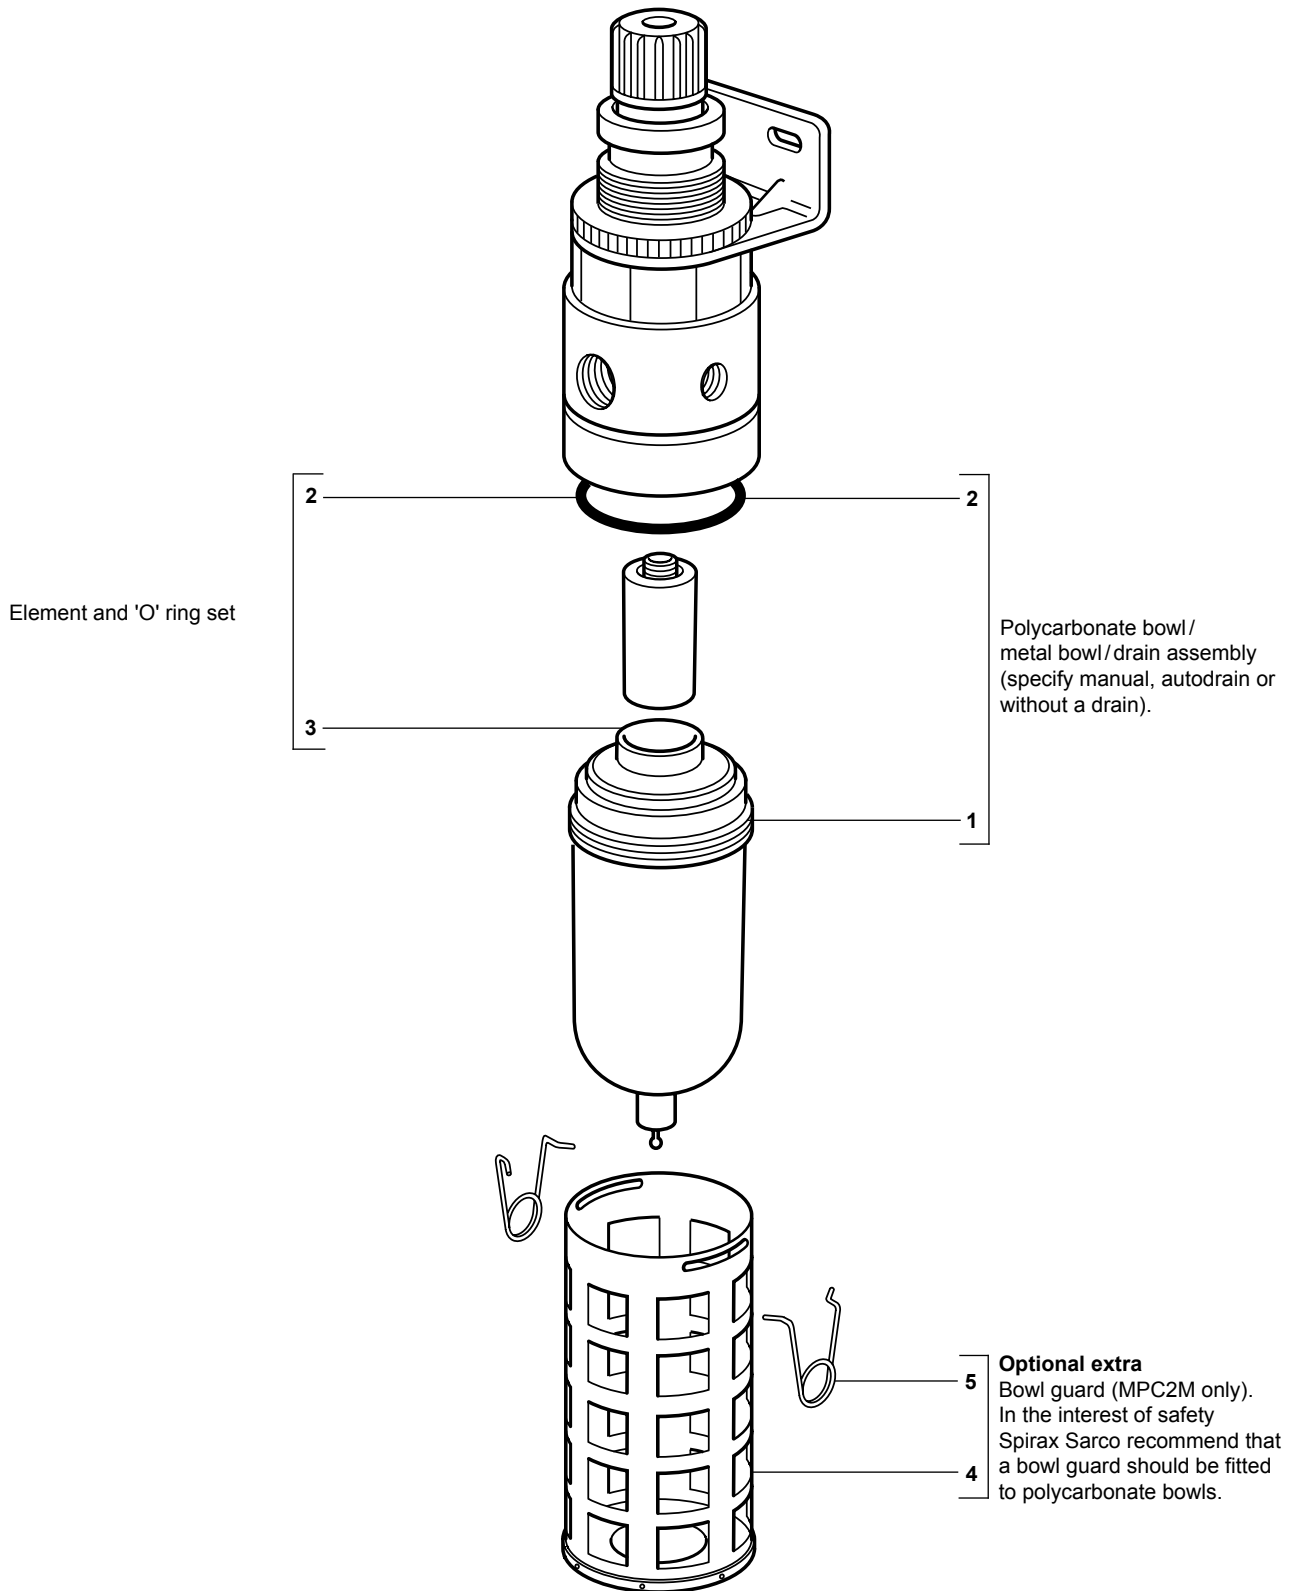 2
2
Element and 'O' ring set
Polycarbonate bowl/
metal bowl/drain assembly
(specify manual, autodrain or
without a drain).
3
1
Optional extra
5
Bowl guard (MPC2M only).
In the interest of safety
Spirax Sarco recommend that
4
a bowl guard should be fitted
to polycarbonate bowls.